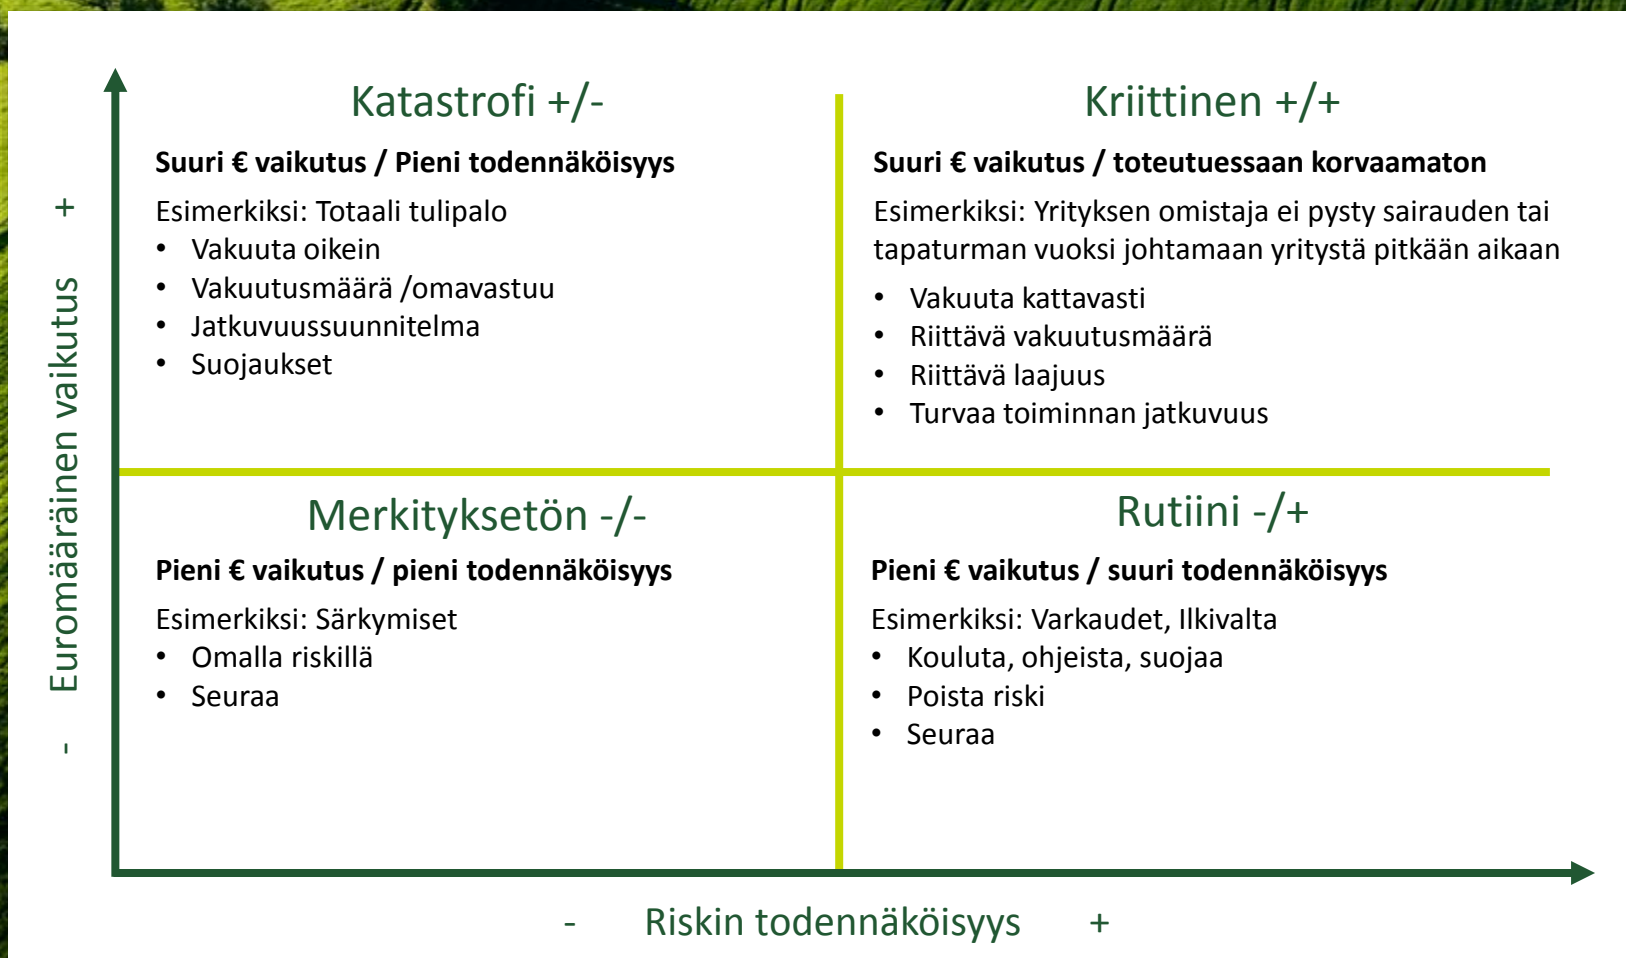 Katastrofi +/-
Suuri € vaikutus / Pieni todennäköisyys
Esimerkiksi: Totaali tulipalo
• Vakuuta oikein
• Vakuutusmäärä /omavastuu
• Jatkuvuussuunnitelma
• Suojaukset
Kriittinen +/+
Suuri € vaikutus / toteutuessaan korvaamaton
Esimerkiksi: Yrityksen omistaja ei pysty sairauden tai
tapaturman vuoksi johtamaan yritystä pitkään aikaan
• Vakuuta kattavasti
• Riittävä vakuutusmäärä
• Riittävä laajuus
• Turvaa toiminnan jatkuvuus
Merkityksetön -/-
Pieni € vaikutus / pieni todennäköisyys
Esimerkiksi: Särkymiset
• Omalla riskillä
• Seuraa
Rutiini -/+
Pieni € vaikutus / suuri todennäköisyys
Esimerkiksi: Varkaudet, Ilkivalta
• Kouluta, ohjeista, suojaa
• Poista riski
• Seuraa
- Euromääräinen vaikutus +
- Riskin todennäköisyys +